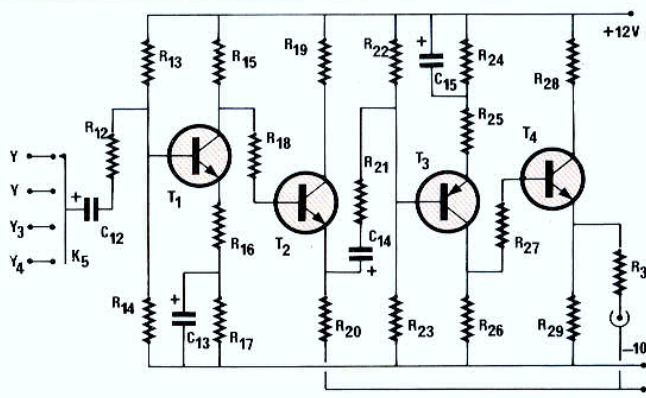 +12V
R13
R15
R19
R22
C15
R24
R28
R12
R18
R25
T1
T2
T3
T4
Y
Y
Y3
Y4
K5
C12
R21
C14
R16
R27
R14
C13
R17
R20
R23
R26
R29
R3
–10
+
+
+
+